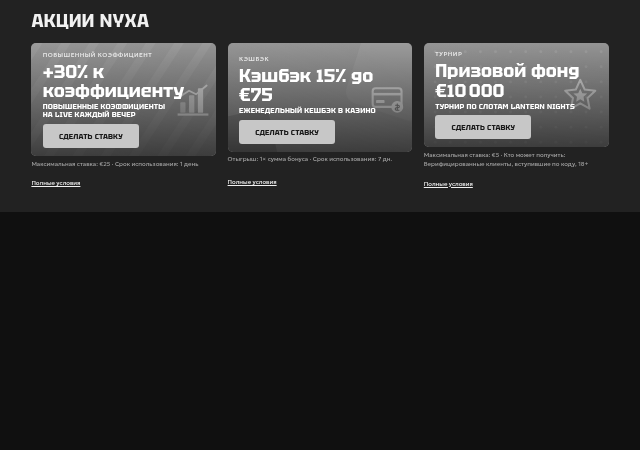 АКЦИИ NYXA
ПОВЫШЕННЫЙ КОЭФФИЦИЕНТ
+30% к
коэффициенту
ПОВЫШЕННЫЕ КОЭФФИЦИЕНТЫ
НА LIVE КАЖДЫЙ ВЕЧЕР
СДЕЛАТЬ СТАВКУ
Максимальная ставка: €25 · Срок использования: 1 день
Полные условия
КЭШБЭК
Кэшбэк 15% до
€75
ЕЖЕНЕДЕЛЬНЫЙ КЕШБЭК В КАЗИНО
СДЕЛАТЬ СТАВКУ
Отыгрыш: 1× сумма бонуса · Срок использования: 7 дн.
Полные условия
ТУРНИР
Призовой фонд
€10 000
ТУРНИР ПО СЛОТАМ LANTERN NIGHTS
СДЕЛАТЬ СТАВКУ
Максимальная ставка: €5 · Кто может получить:
Верифицированные клиенты, вступившие по коду, 18+
Полные условия